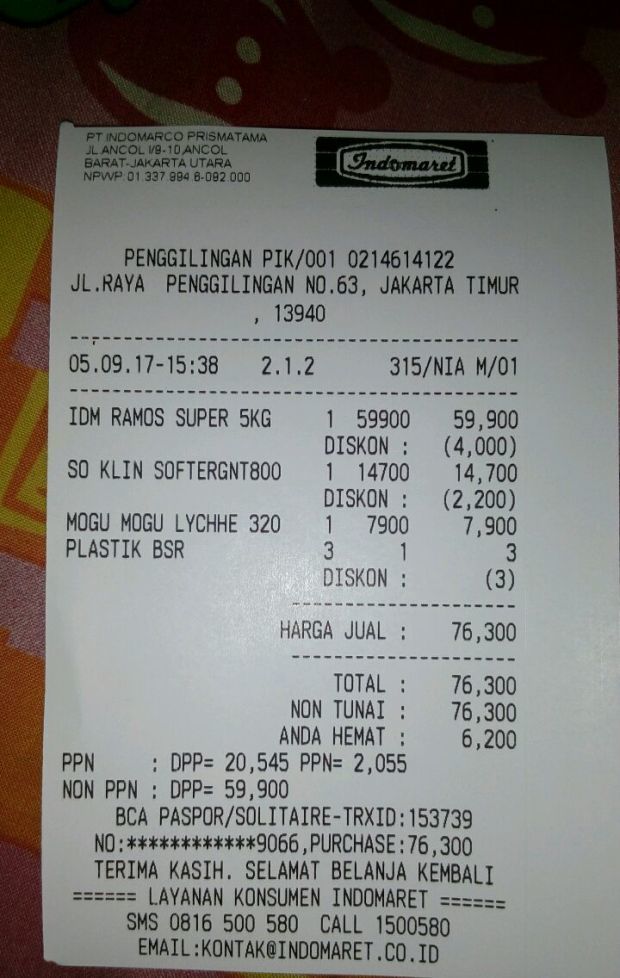 PT INDOMARCO PRISMATAMA
JL.ANCOL I/9-10,ANCOL
BARAT-JAKARTA UTARA
NPWP:01.337.994.6-092.000
Indomaret
PENGGILINGAN PIK/001 0214614122
JL.RAYA PENGGILINGAN NO.63, JAKARTA TIMUR
, 13940
05.09.17-15:38 2.1.2 315/NIA M/01
IDM RAMOS SUPER 5KG 1 59900 59,900
DISKON : (4,000)
SO KLIN SOFTERGNT800 1 14700 14,700
DISKON : (2,200)
MOGU MOGU LYCHHE 320 1 7900 7,900
PLASTIK BSR 3 1 3
DISKON : (3)
HARGA JUAL : 76,300
TOTAL : 76,300
NON TUNAI : 76,300
ANDA HEMAT : 6,200
PPN : DPP= 20,545 PPN= 2,055
NON PPN : DPP= 59,900
BCA PASPOR/SOLITAIRE-TRXID:153739
NO:************9066,PURCHASE:76,300
TERIMA KASIH. SELAMAT BELANJA KEMBALI
====== LAYANAN KONSUMEN INDOMARET ======
SMS 0816 500 580 CALL 1500580
EMAIL:KONTAK@INDOMARET.CO.ID